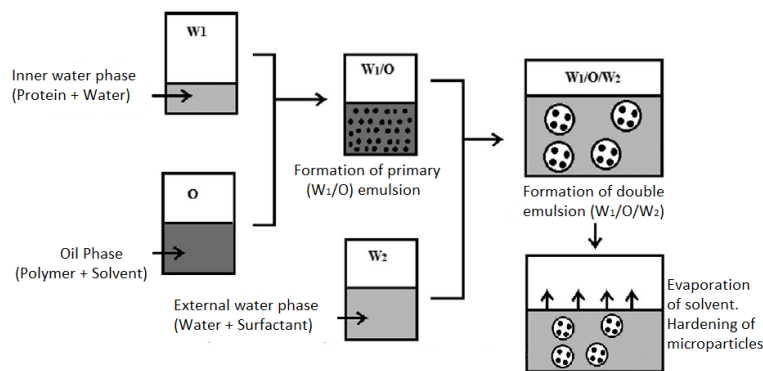 W1
Inner water phase
(Protein + Water)
O
Oil Phase
(Polymer + Solvent)
W1/O
Formation of primary
(W1/O) emulsion
W2
External water phase
(Water + Surfactant)
W1/O/W2
Formation of double
emulsion (W1/O/W2)
Evaporation
of solvent.
Hardening of
microparticles